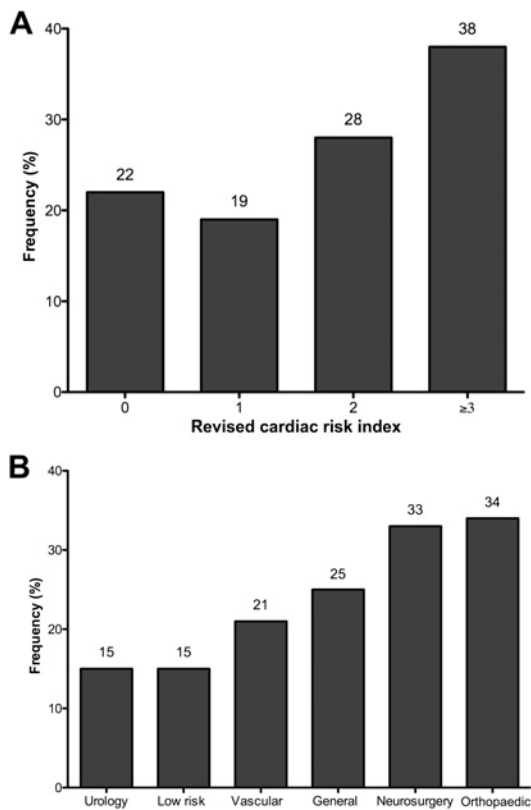 A
40
38
30
28
22
20
19
10
0
Frequency (%)
0 1 2 ≥3
Revised cardiac risk index
B
40
34
33
30
25
21
20
15 15
10
0
Frequency (%)
Urology Low risk Vascular General Neurosurgery Orthopaedic